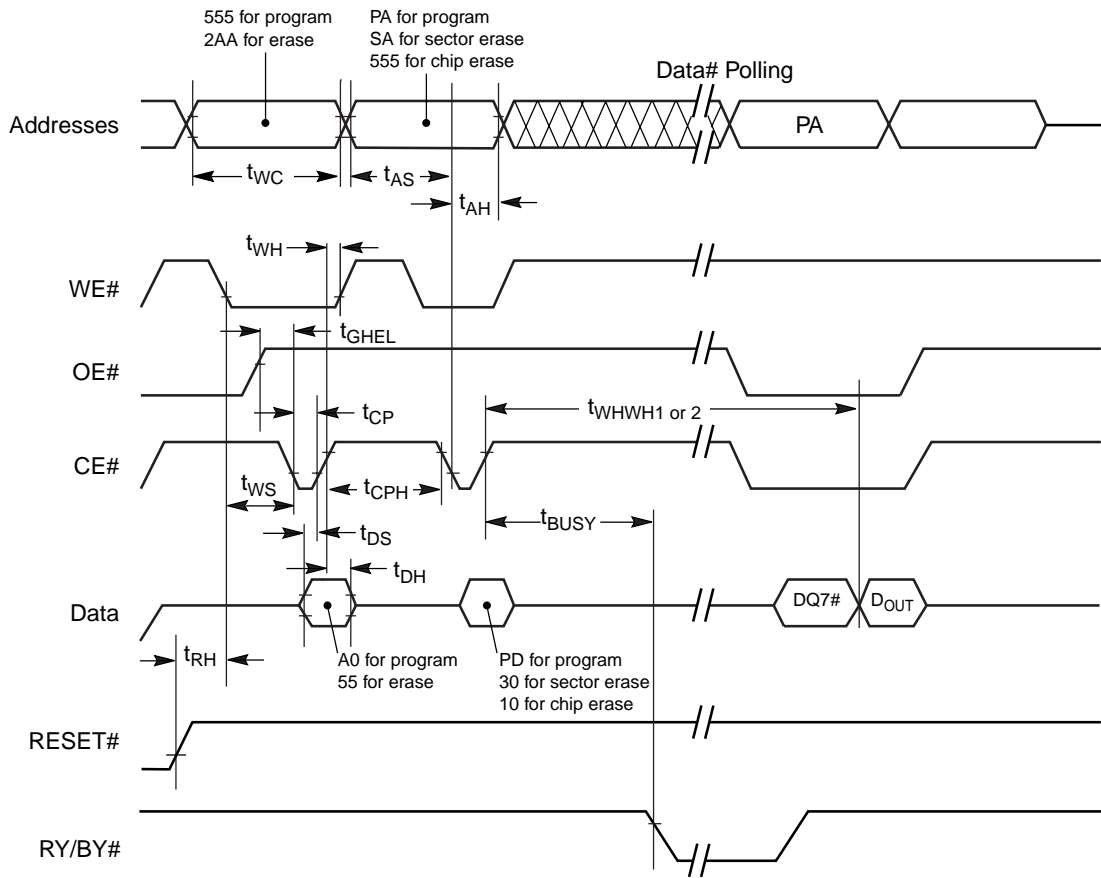 555 for program
2AA for erase
PA for program
SA for sector erase
555 for chip erase
Data# Polling
Addresses
PA
tWC
tAS
tAH
tWH
WE#
tGHEL
OE#
tWHWH1 or 2
tCP
CE#
tWS
tCPH
tBUSY
tDS
tDH
Data
DQ7#
DOUT
tRH
A0 for program
55 for erase
PD for program
30 for sector erase
10 for chip erase
RESET#
RY/BY#